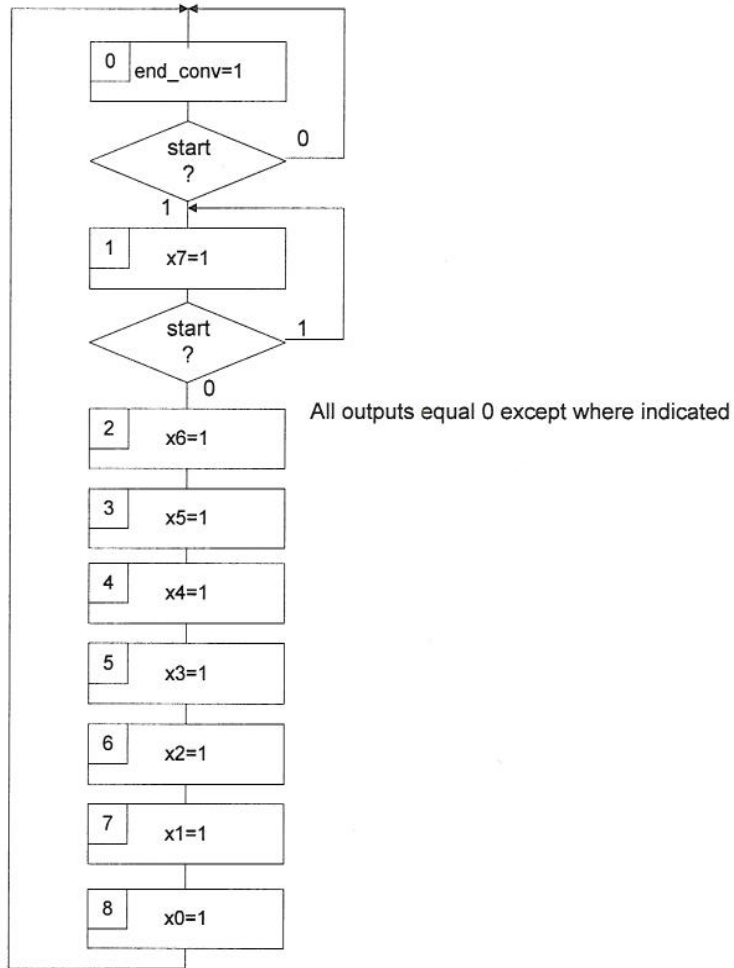 0
end_conv=1
start
?
0
1
1
x7=1
start
?
1
0
All outputs equal 0 except where indicated
2
x6=1
3
x5=1
4
x4=1
5
x3=1
6
x2=1
7
x1=1
8
x0=1